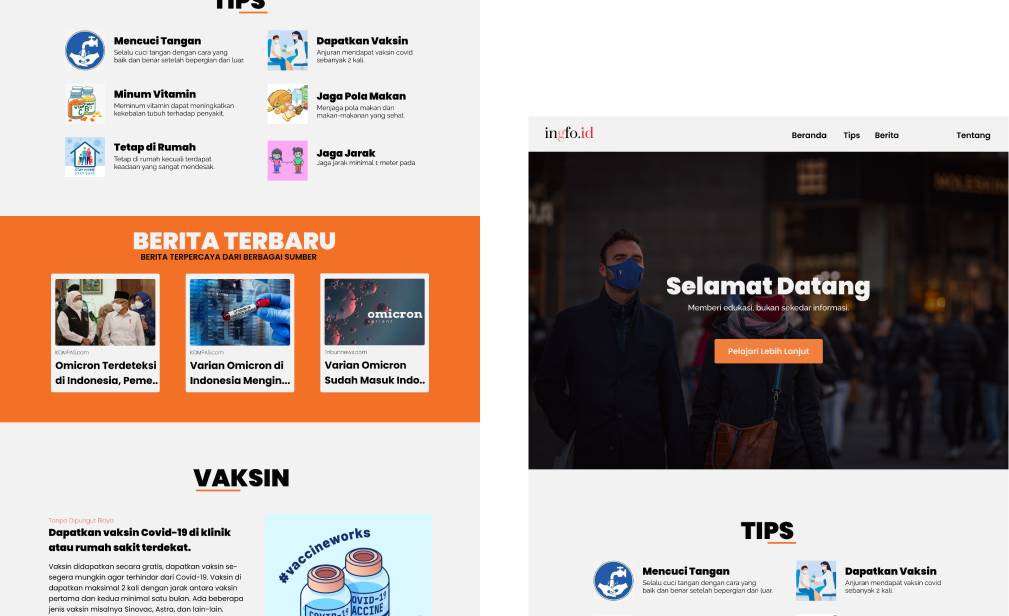 TIPS
Mencuci Tangan
Selalu cuci tangan dengan cara yang
baik dan benar setelah bepergian dari luar.
Dapatkan Vaksin
Anjuran mendapat vaksin covid
sebanyak 2 kali.
Minum Vitamin
Meminum vitamin dapat meningkatkan
kekebalan tubuh terhadap penyakit.
Jaga Pola Makan
Menjaga pola makan dan
makan-makanan yang sehat.
Tetap di Rumah
Tetap di rumah kecuali terdapat
keadaan yang sangat mendesak.
STAY HOME
STAY SAFE
Jaga Jarak
Jaga jarak minimal 1 meter pada
BERITA TERBARU
BERITA TERPERCAYA DARI BERBAGAI SUMBER
KOMPAS.com
Omicron Terdeteksi
di Indonesia, Peme..
KOMPAS.com
Varian Omicron di
Indonesia Mengin...
omicron
variant
Tribunnews.com
Varian Omicron
Sudah Masuk Indo..
VAKSIN
Tanpa Dipungut Biaya
Dapatkan vaksin Covid-19 di klinik
atau rumah sakit terdekat.
Vaksin didapatkan secara gratis, dapatkan vaksin se-
segera mungkin agar terhindar dari Covid-19. Vaksin di
dapatkan maksimal 2 kali dengan jarak antara vaksin
pertama dan kedua minimal satu bulan. Ada beberapa
jenis vaksin misalnya Sinovac, Astra, dan lain-lain.
#vaccineworks
COVID-19
VACCINE
COVID-19
ingfo.id
Beranda Tips Berita Tentang
MOLESKINE
Selamat Datang
Memberi edukasi, bukan sekedar informasi.
Pelajari Lebih Lanjut
TIPS
Mencuci Tangan
Selalu cuci tangan dengan cara yang
baik dan benar setelah bepergian dari luar.
Dapatkan Vaksin
Anjuran mendapat vaksin covid
sebanyak 2 kali.